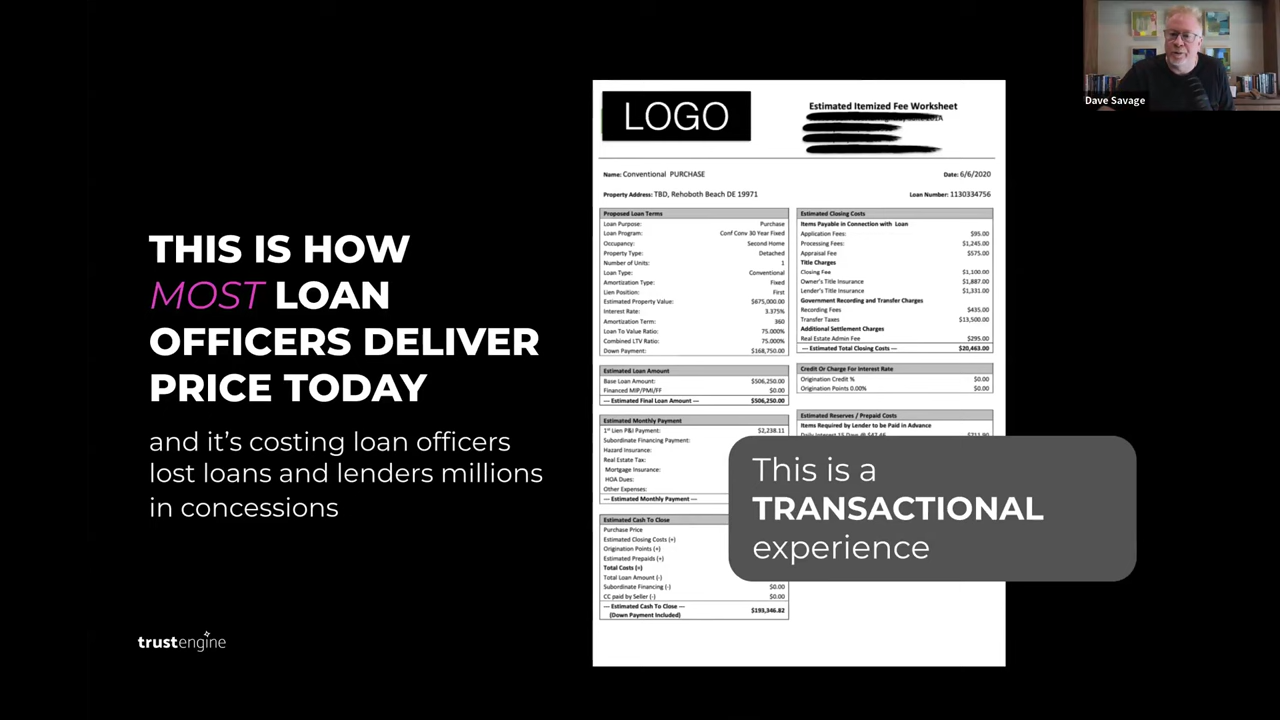 THIS IS HOW
MOST LOAN
OFFICERS DELIVER
PRICE TODAY
and it's costing loan officers
lost loans and lenders millions
in concessions
trustengine
LOGO
Estimated Itemized Fee Worksheet
Name: Conventional PURCHASE
Date: 6/6/2020
Property Address: TBD, Rehoboth Beach DE 19971
Loan Number: 1130334756
Proposed Loan Terms
Loan Purpose: Purchase
Loan Program: Conf Conv 30 Year Fixed
Occupancy: Second Home
Property Type: Detached
Number of Units: 1
Loan Type: Conventional
Amortization Type: Fixed
Lien Position: First
Estimated Property Value: $675,000.00
Interest Rate: 3.375%
Amortization Term: 360
Loan To Value Ratio: 75.000%
Combined LTV Ratio: 75.000%
Down Payment: $168,750.00
Estimated Loan Amount
Base Loan Amount: $506,250.00
Financed MIP/PMI/FF $0.00
--- Estimated Final Loan Amount --- $506,250.00
Estimated Monthly Payment
1st Lien P&I Payment: $2,238.11
Subordinate Financing Payment:
Hazard Insurance:
Real Estate Tax:
Mortgage Insurance:
HOA Dues:
Other Expenses:
--- Estimated Monthly Payment ---
Estimated Cash To Close
Purchase Price
Estimated Closing Costs (+)
Origination Points (+)
Estimated Prepaids (+)
Total Costs (=)
Total Loan Amount (-)
Subordinate Financing (-) $0.00
CC paid by Seller (-) $0.00
--- Estimated Cash To Close ---
(Down Payment Included) $193,346.82
Estimated Closing Costs
Items Payable in Connection with Loan
Application Fees: $95.00
Processing Fees: $1,245.00
Appraisal Fee $575.00
Title Charges
Closing Fee $1,100.00
Owner's Title Insurance $1,887.00
Lender's Title Insurance $1,331.00
Government Recording and Transfer Charges
Recording Fees $435.00
Transfer Taxes $13,500.00
Additional Settlement Charges
Real Estate Admin Fee $295.00
--- Estimated Total Closing Costs --- $20,463.00
Credit Or Charge For Interest Rate
Origination Credit % $0.00
Origination Points 0.00% $0.00
Estimated Reserves / Prepaid Costs
Items Required by Lender to be Paid in Advance
This is a
TRANSACTIONAL
experience
Dave Savage